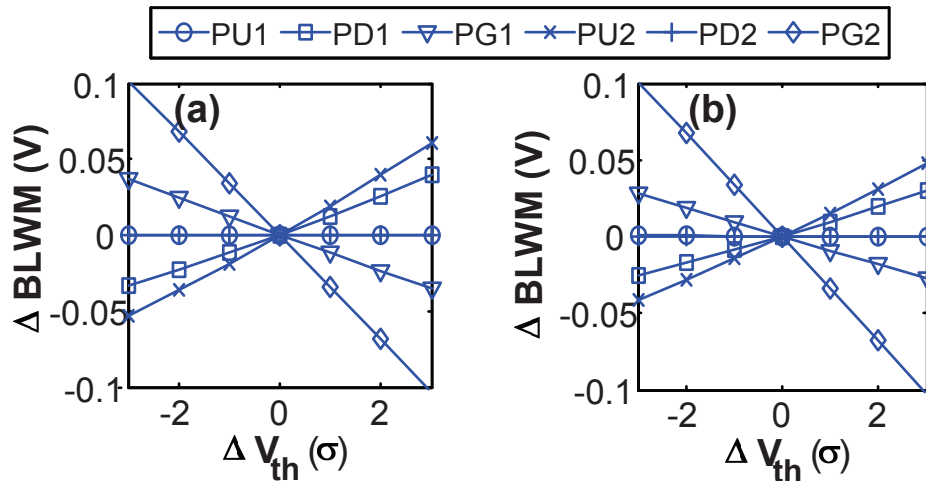 PU1 PD1 PG1 PU2 PD2 PG2
(a)
Δ BLWM (V)
0.1
0.05
0
-0.05
-0.1
-2 0 2
Δ Vth (σ)
(b)
Δ BLWM (V)
0.1
0.05
0
-0.05
-0.1
-2 0 2
Δ Vth (σ)